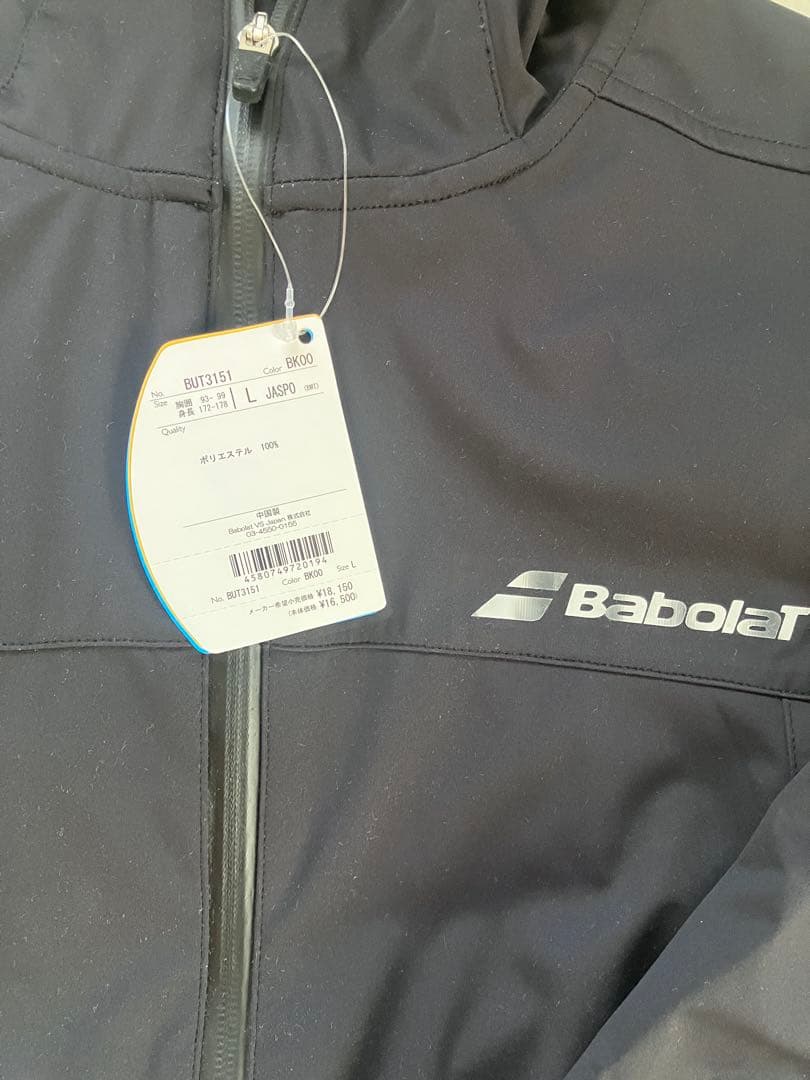 No. BUT3151 Color BK00
Size 胸囲 93-99 L JASPO
身長 172-178
Quality
ポリエステル 100%
中国製
Babolat VS Japan 株式会社
03-4550-0155
4580749720194
No. BUT3151 Color BK00 Size L
メーカー希望小売価格 ¥18,150
(本体価格 ¥16,500)
BabolaT